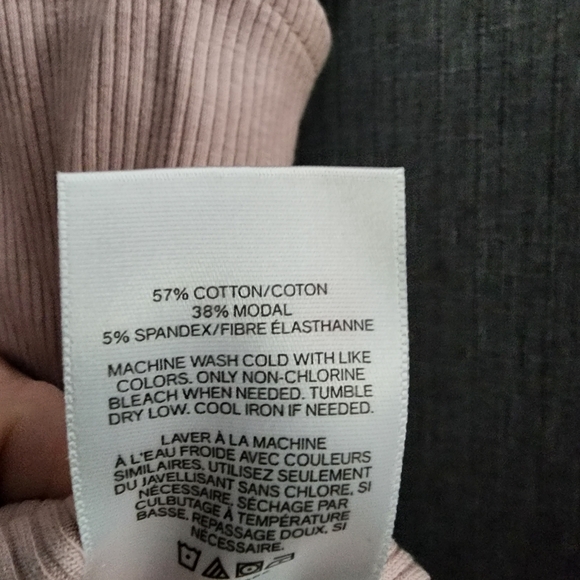 57% COTTON/COTON
38% MODAL
5% SPANDEX/FIBRE ÉLASTHANNE
MACHINE WASH COLD WITH LIKE
COLORS. ONLY NON-CHLORINE
BLEACH WHEN NEEDED. TUMBLE
DRY LOW. COOL IRON IF NEEDED.
LAVER À LA MACHINE
À L'EAU FROIDE AVEC COULEURS
SIMILAIRES. UTILISEZ SEULEMENT
DU JAVELLISANT SANS CHLORE, SI
NÉCESSAIRE. SÉCHAGE PAR
CULBUTAGE À TEMPÉRATURE
BASSE. REPASSAGE DOUX, SI
NÉCESSAIRE.